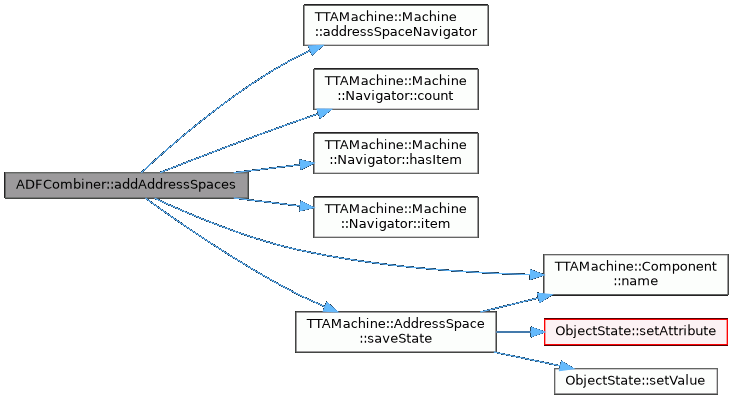 TTAMachine::Machine
::addressSpaceNavigator
TTAMachine::Machine
::Navigator::count
TTAMachine::Machine
::Navigator::hasItem
ADFCombiner::addAddressSpaces
TTAMachine::Machine
::Navigator::item
TTAMachine::Component
::name
TTAMachine::AddressSpace
::saveState
ObjectState::setAttribute
ObjectState::setValue